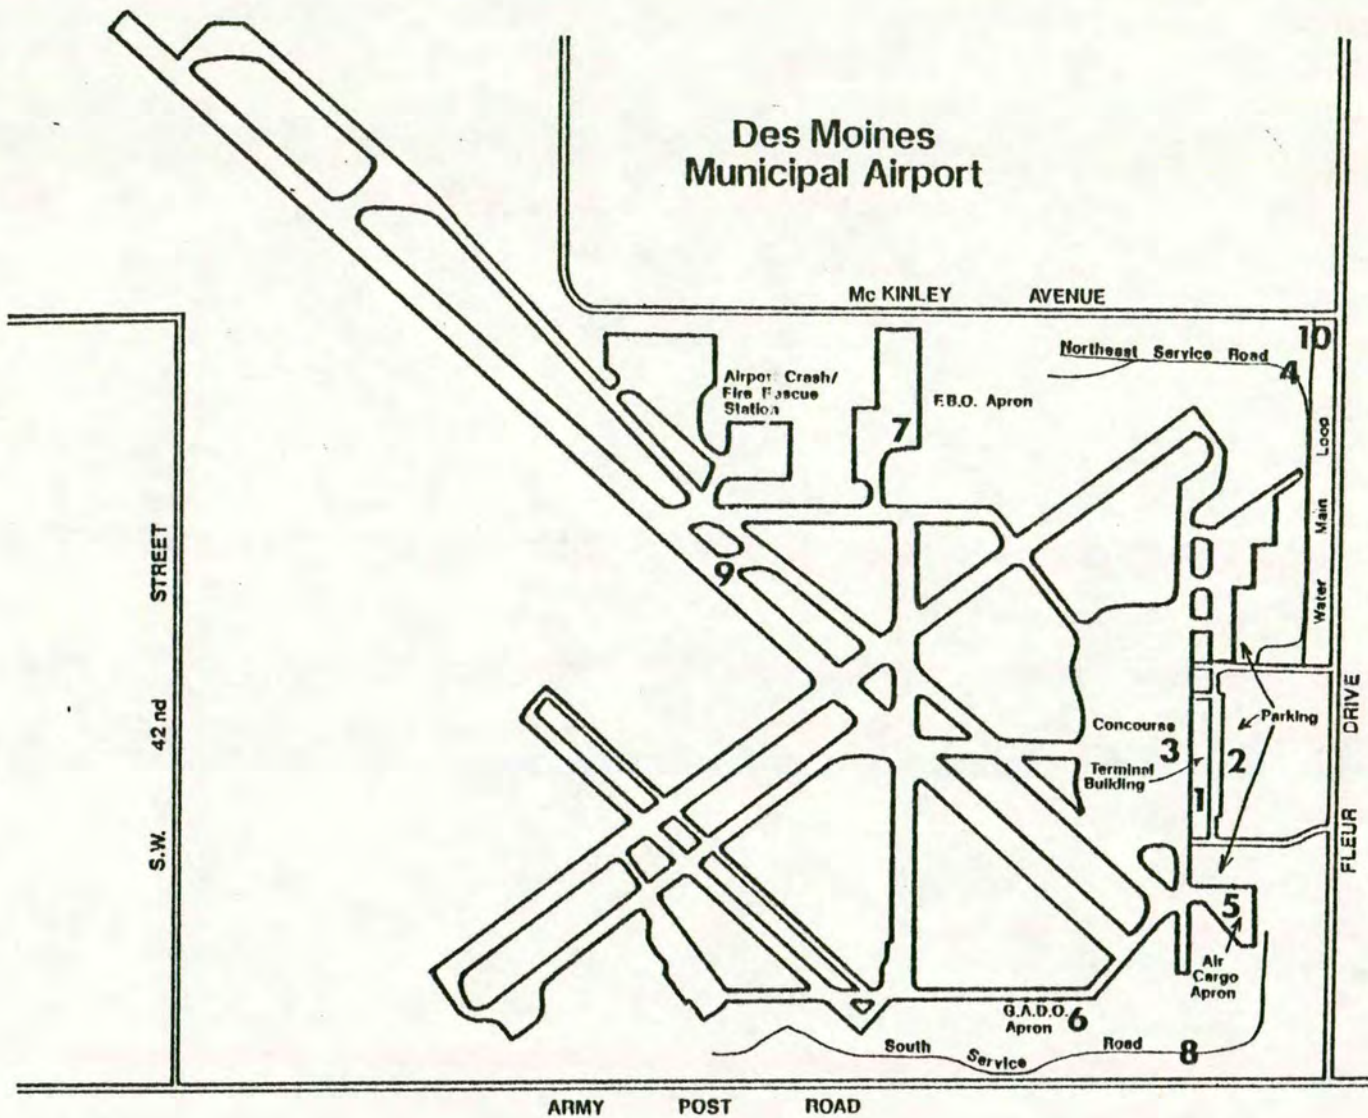 Des Moines
Municipal Airport
Mc KINLEY AVENUE
10
Northeast Service Road
4
Airport Crash/
Fire Rescue
Station
F.B.O. Apron
7
Water Main Loop
9
S.W. 42 nd STREET
FLEUR DRIVE
Concourse
3
Parking
Terminal
Building
2
1
5
Air
Cargo
Apron
G.A.D.O.
Apron
6
South Service Road
8
ARMY POST ROAD